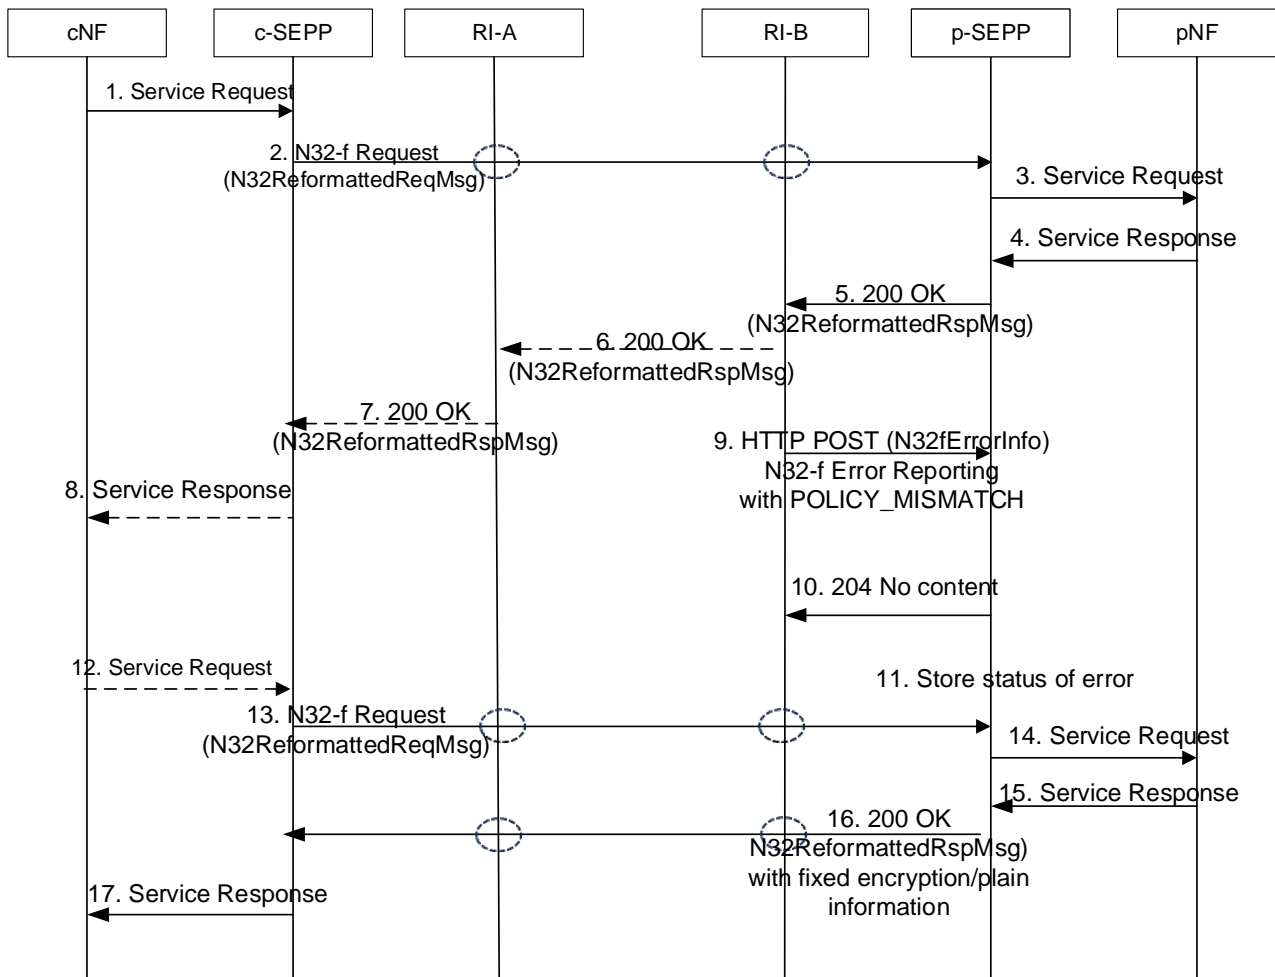 cNF
c-SEPP
RI-A
RI-B
p-SEPP
pNF
1. Service Request
2. N32-f Request
(N32ReformattedReqMsg)
3. Service Request
4. Service Response
5. 200 OK
(N32ReformattedRspMsg)
6. 200 OK
(N32ReformattedRspMsg)
7. 200 OK
(N32ReformattedRspMsg)
9. HTTP POST (N32fErrorInfo)
N32-f Error Reporting
with POLICY_MISMATCH
8. Service Response
10. 204 No content
12. Service Request
11. Store status of error
13. N32-f Request
(N32ReformattedReqMsg)
14. Service Request
15. Service Response
16. 200 OK
N32ReformattedRspMsg)
with fixed encryption/plain
information
17. Service Response